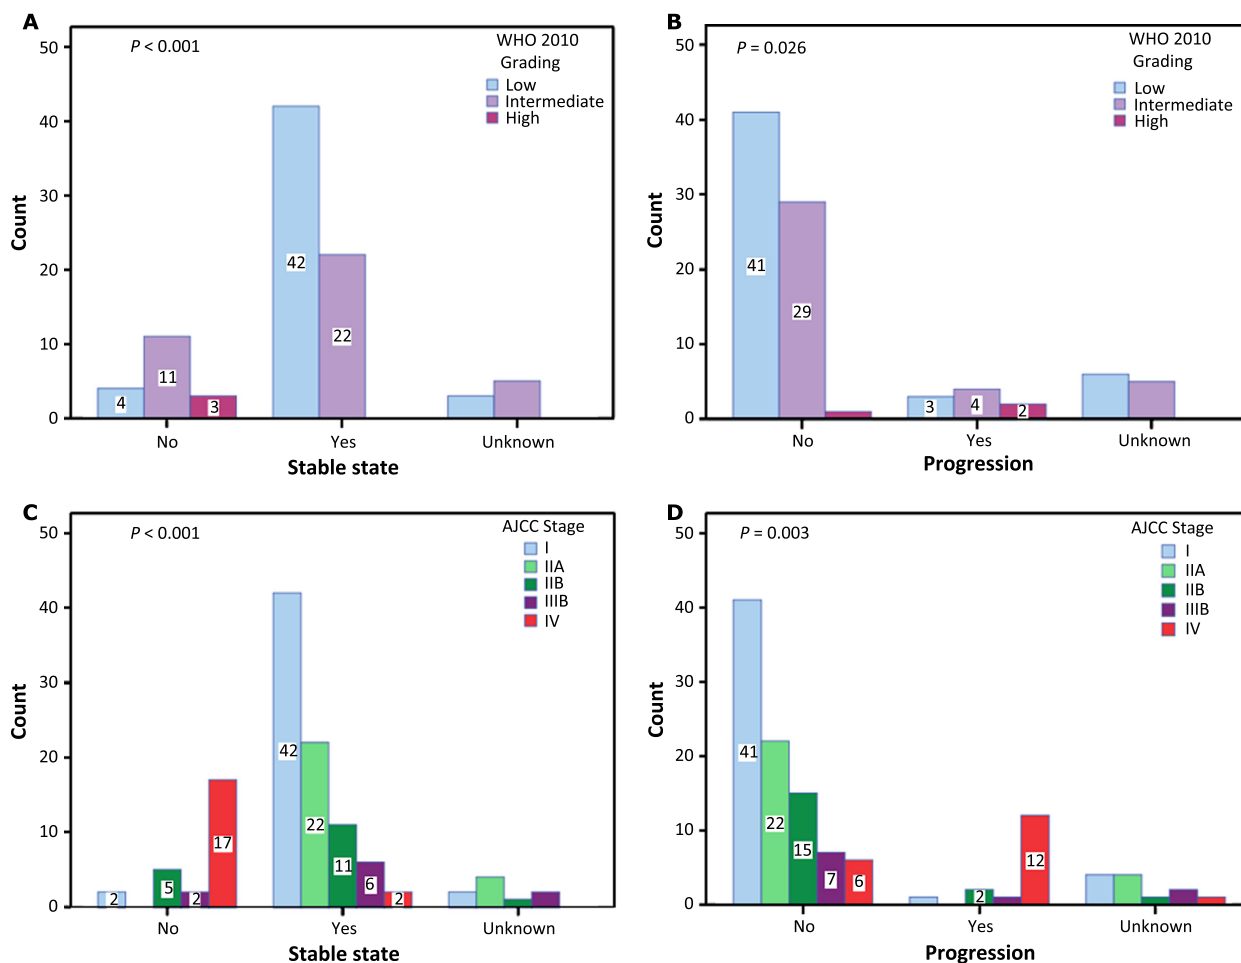 A
P < 0.001
WHO 2010
Grading
Low
Intermediate
High
50
40
30
20
10
0
Count
4
11
3
42
22
No
Yes
Unknown
Stable state
B
P = 0.026
WHO 2010
Grading
Low
Intermediate
High
50
40
30
20
10
0
Count
41
29
3
4
2
No
Yes
Unknown
Progression
C
P < 0.001
AJCC Stage
I
IIA
IIB
IIIB
IV
50
40
30
20
10
0
Count
2
5
2
17
42
22
11
6
2
No
Yes
Unknown
Stable state
D
P = 0.003
AJCC Stage
I
IIA
IIB
IIIB
IV
50
40
30
20
10
0
Count
41
22
15
7
6
2
12
No
Yes
Unknown
Progression